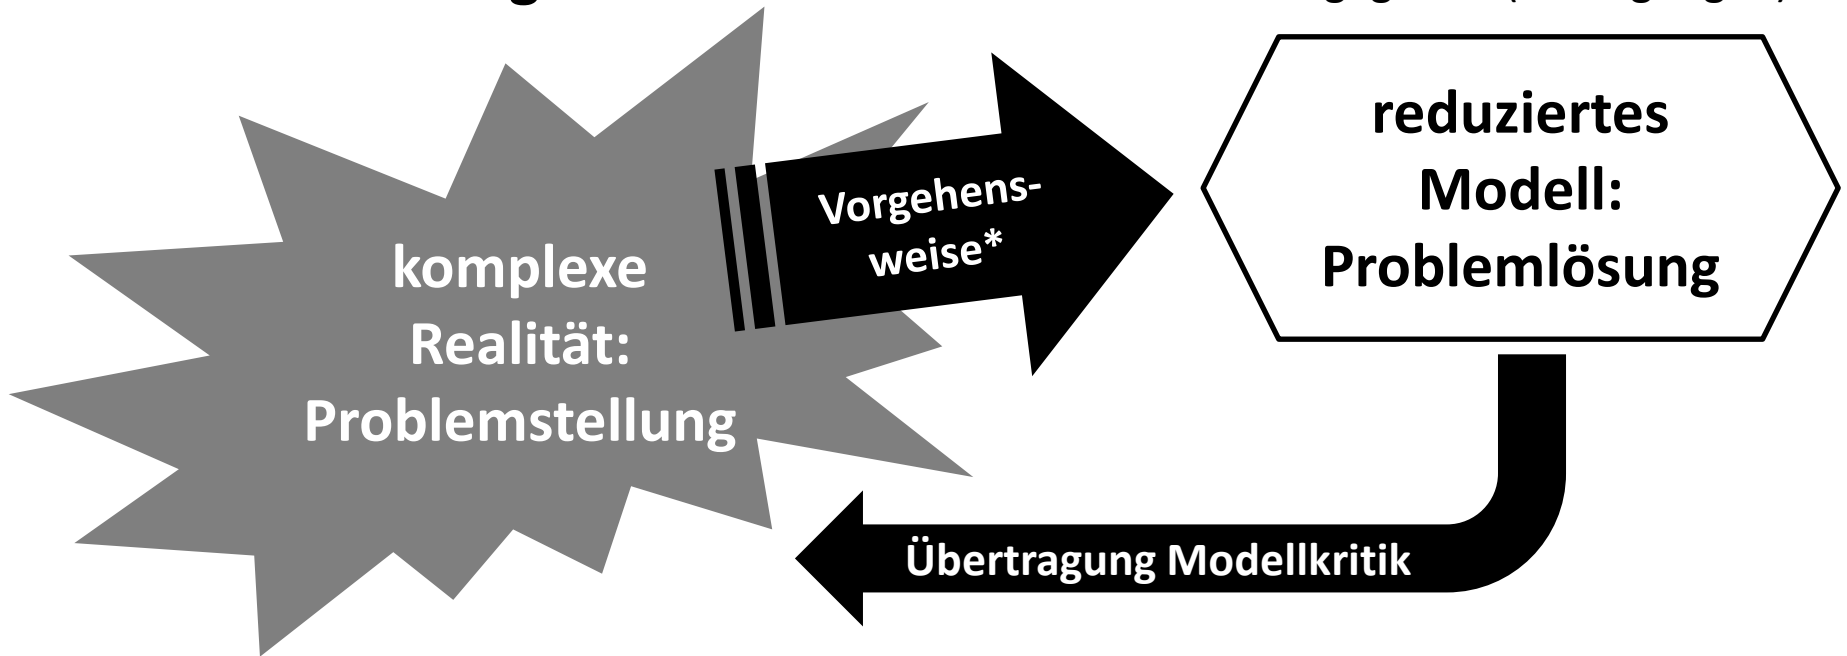 reduziertes
Modell:
Problemlösung
Vorgehens-
weise*
komplexe
Realität:
Problemstellung
Übertragung Modellkritik